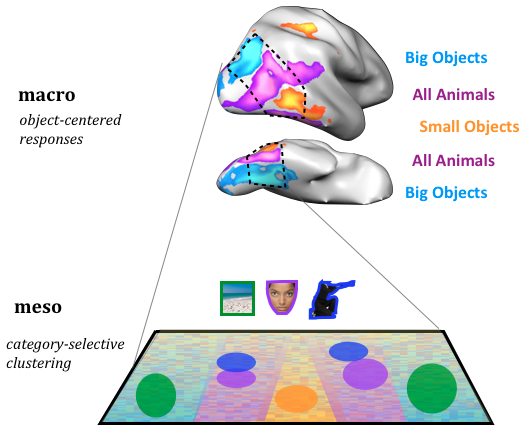 Big Objects
macro
All Animals
object-centered
responses
Small Objects
All Animals
Big Objects
meso
category-selective
clustering